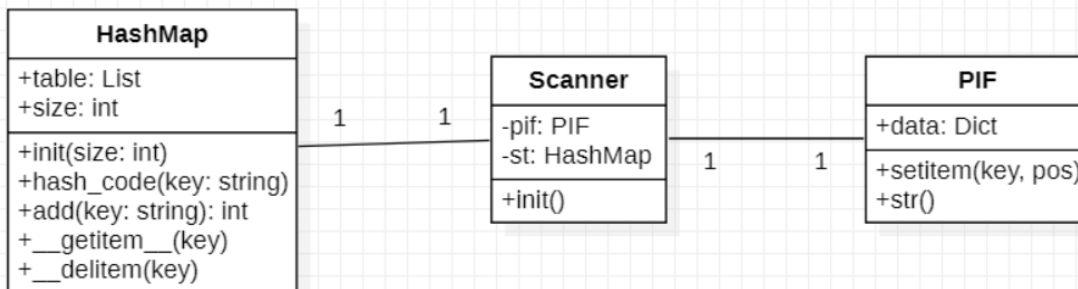 HashMap
+table: List
+size: int
+init(size: int)
+hash_code(key: string)
+add(key: string): int
+__getitem__(key)
+__delitem(key)
1
1
Scanner
-pif: PIF
-st: HashMap
+init()
1
1
PIF
+data: Dict
+setitem(key, pos)
+str()